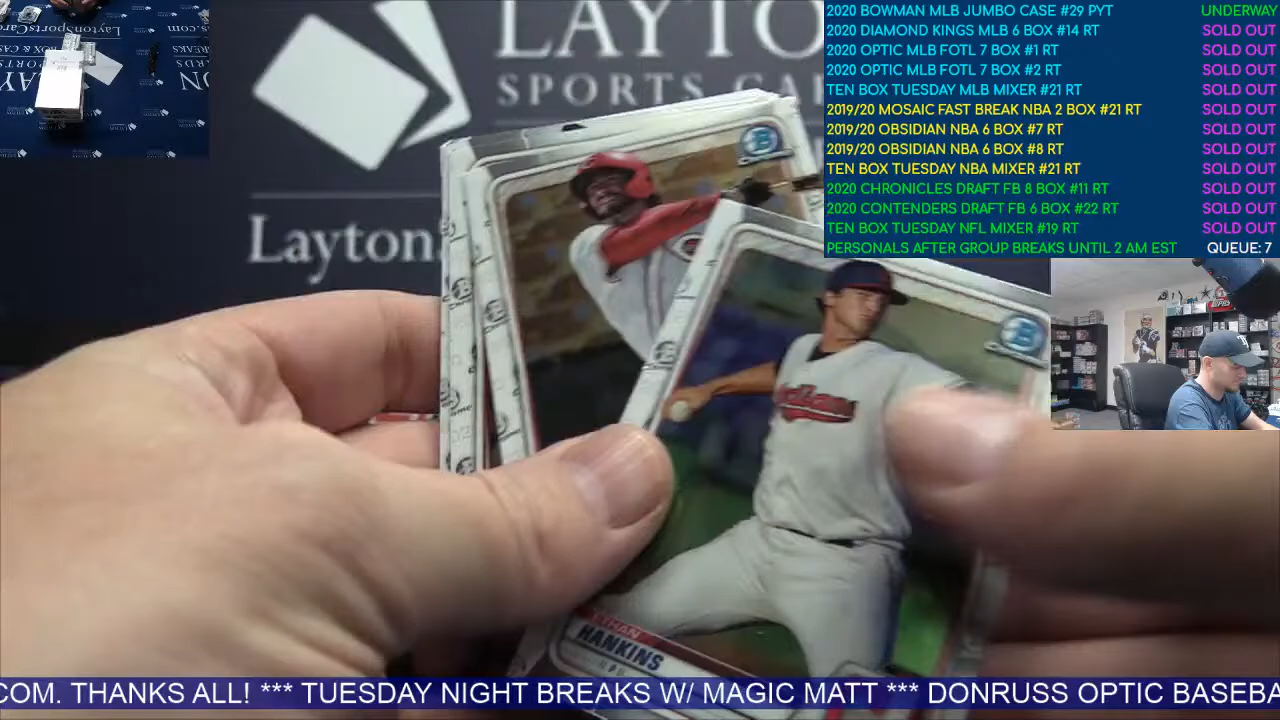 2020 BOWMAN MLB JUMBO CASE #29 PYT UNDERWAY
2020 DIAMOND KINGS MLB 6 BOX #14 RT SOLD OUT
2020 OPTIC MLB FOTL 7 BOX #1 RT SOLD OUT
2020 OPTIC MLB FOTL 7 BOX #2 RT SOLD OUT
TEN BOX TUESDAY MLB MIXER #21 RT SOLD OUT
2019/20 MOSAIC FAST BREAK NBA 2 BOX #21 RT SOLD OUT
2019/20 OBSIDIAN NBA 6 BOX #7 RT SOLD OUT
2019/20 OBSIDIAN NBA 6 BOX #8 RT SOLD OUT
TEN BOX TUESDAY NBA MIXER #21 RT SOLD OUT
2020 CHRONICLES DRAFT FB 8 BOX #11 RT SOLD OUT
2020 CONTENDERS DRAFT FB 6 BOX #22 RT SOLD OUT
TEN BOX TUESDAY NFL MIXER #19 RT SOLD OUT
PERSONALS AFTER GROUP BREAKS UNTIL 2 AM EST QUEUE: 7
LAYTON
SPORTS CA
Layton
HANKINS
COM. THANKS ALL! *** TUESDAY NIGHT BREAKS W/ MAGIC MATT *** DONRUSS OPTIC BASEBA